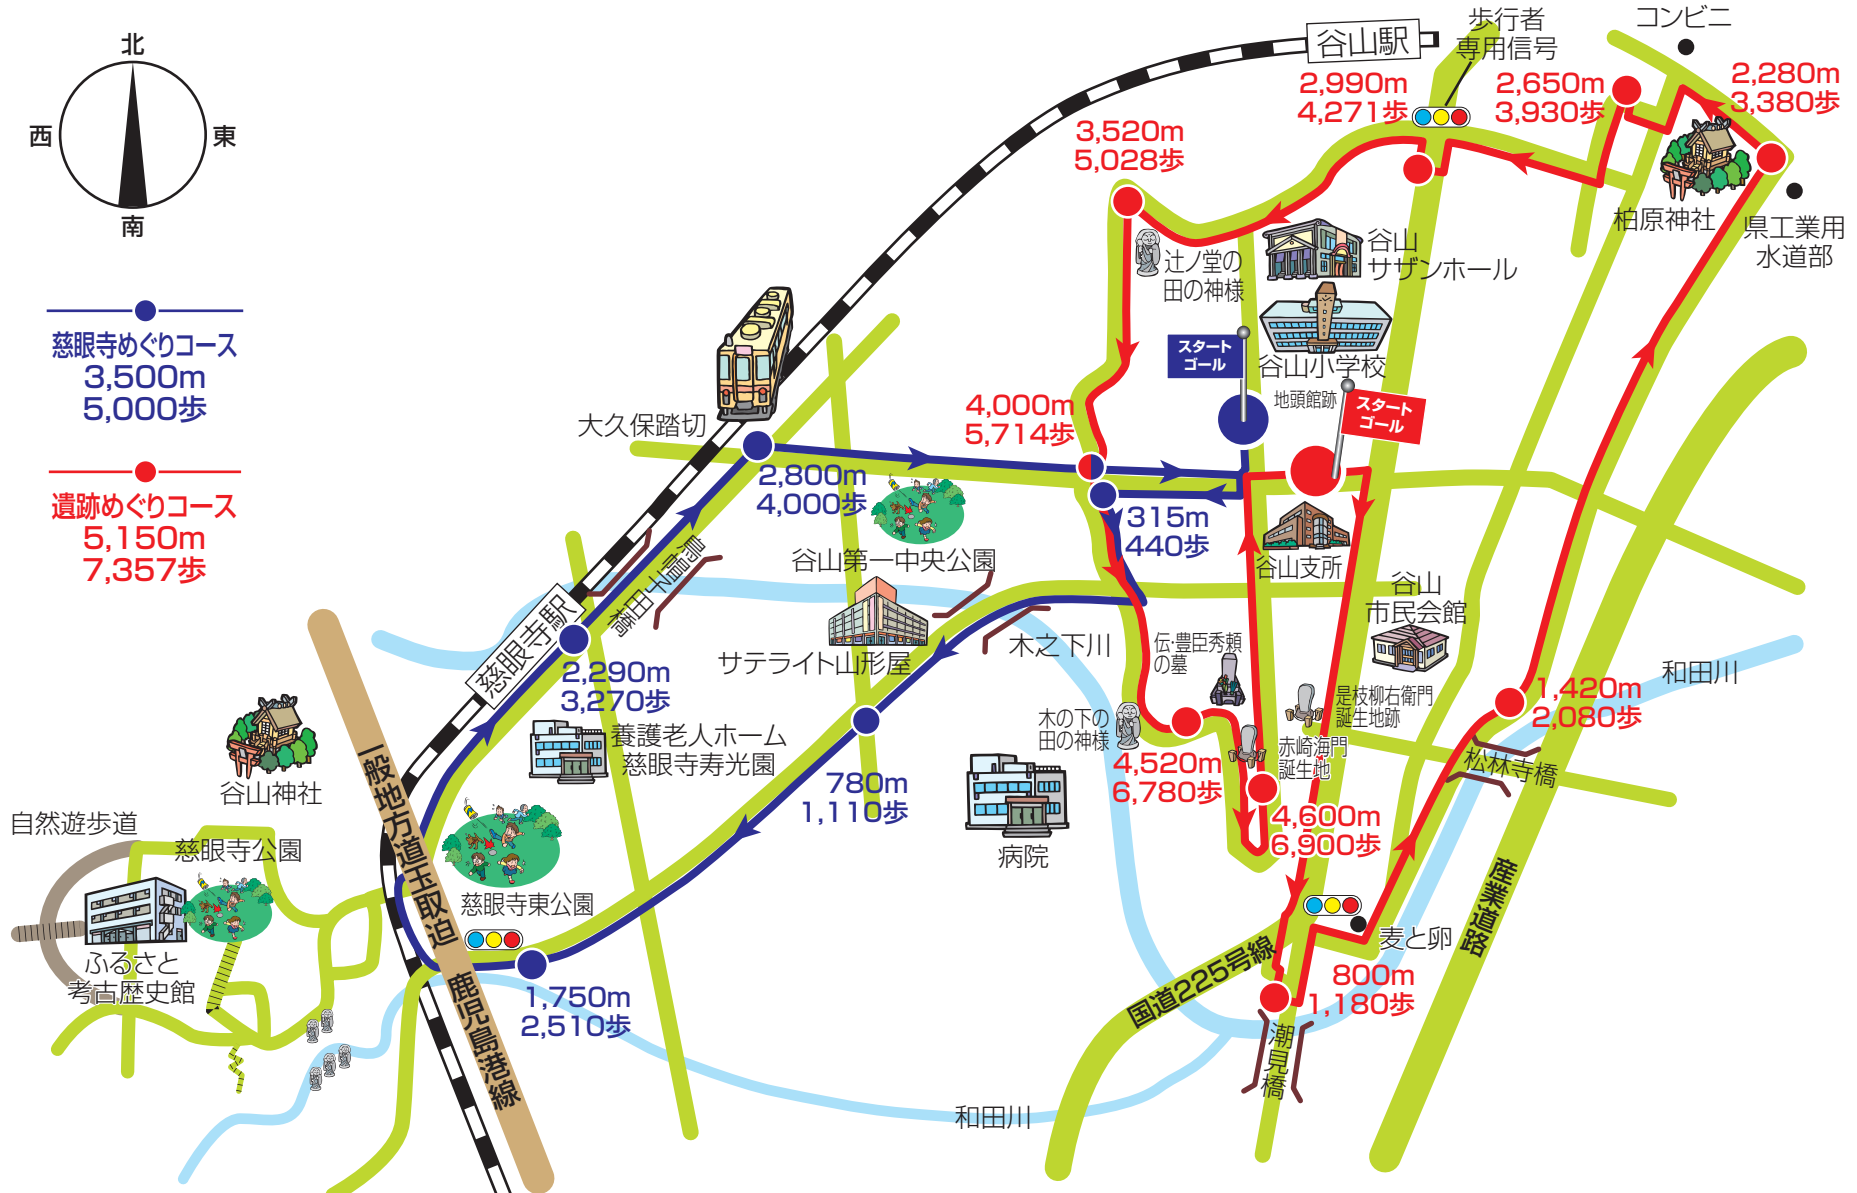 北
西
東
南
慈眼寺めぐりコース
3,500m
5,000歩
遺跡めぐりコース
5,150m
7,357歩
谷山駅
歩行者
専用信号
コンビニ
2,990m
4,271歩
2,650m
3,930歩
2,280m
3,380歩
3,520m
5,028歩
柏原神社
県工業用
水道部
辻ノ堂の
田の神様
谷山
サザンホール
スタート
ゴール
谷山小学校
地頭館跡
スタート
ゴール
4,000m
5,714歩
大久保踏切
2,800m
4,000歩
315m
440歩
谷山支所
谷山第一中央公園
烏帽子田橋
慈眼寺駅
谷山
市民会館
サテライト山形屋
木之下川
伝・豊臣秀頼
の墓
和田川
2,290m
3,270歩
是枝柳右衛門
誕生地跡
1,420m
2,080歩
養護老人ホーム
慈眼寺寿光園
木の下の
田の神様
赤崎海門
誕生地
松林寺橋
780m
1,110歩
4,520m
6,780歩
谷山神社
4,600m
6,900歩
自然遊歩道
慈眼寺公園
病院
慈眼寺東公園
一般地方道玉取迫
鹿児島港線
産業道路
麦と卵
ふるさと
考古歴史館
国道225号線
800m
1,180歩
1,750m
2,510歩
潮見橋
和田川